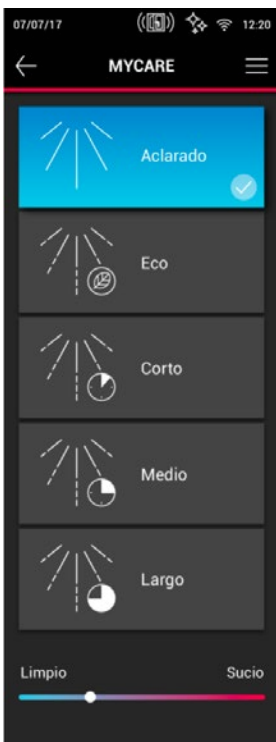 07/07/17 12:20
MYCARE
Aclarado
Eco
Corto
Medio
Largo
Limpio Sucio